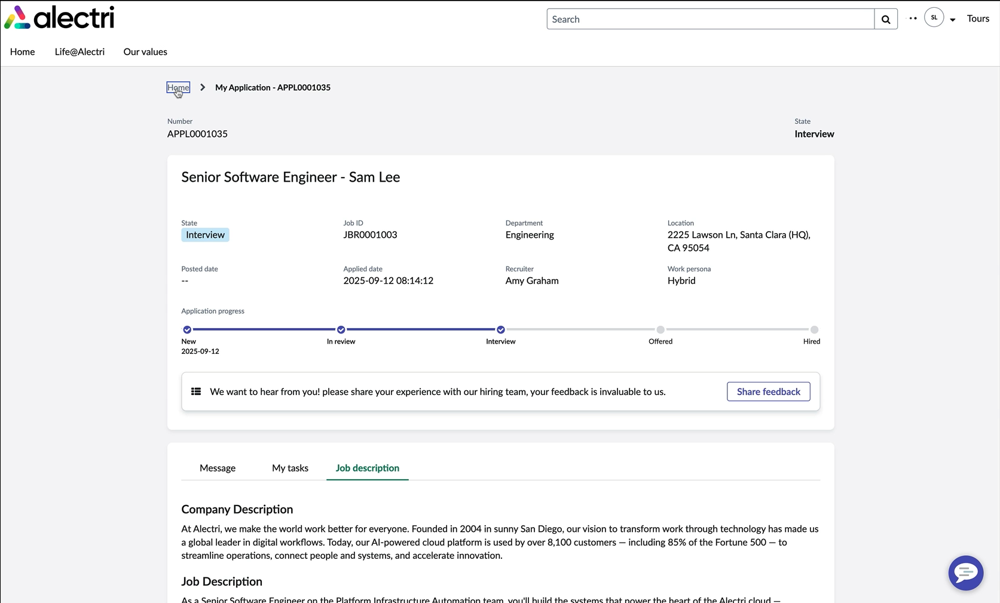 alectri
Search
SL
Tours
Home
Life@Alectri
Our values
Home
My Application - APPL0001035
Number
APPL0001035
State
Interview
Senior Software Engineer - Sam Lee
State
Interview
Job ID
JBR0001003
Department
Engineering
Location
2225 Lawson Ln, Santa Clara (HQ),
CA 95054
Posted date
--
Applied date
2025-09-12 08:14:12
Recruiter
Amy Graham
Work persona
Hybrid
Application progress
New
2025-09-12
In review
Interview
Offered
Hired
We want to hear from you! please share your experience with our hiring team, your feedback is invaluable to us.
Share feedback
Message
My tasks
Job description
Company Description
At Alectri, we make the world work better for everyone. Founded in 2004 in sunny San Diego, our vision to transform work through technology has made us
a global leader in digital workflows. Today, our AI-powered cloud platform is used by over 8,100 customers — including 85% of the Fortune 500 — to
streamline operations, connect people and systems, and accelerate innovation.
Job Description
As a Senior Software Engineer on the Platform Infrastructure Automation team, you'll build the systems that power the heart of the Alectri cloud —